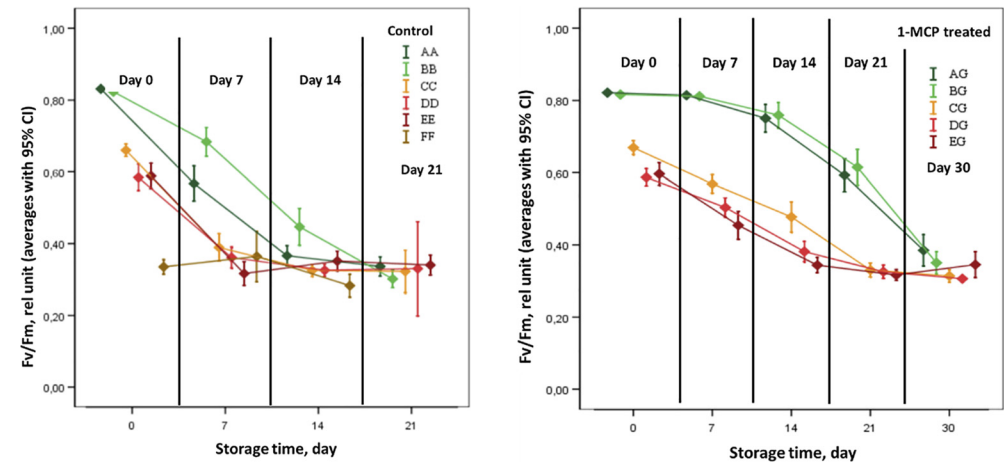 Control
AA
BB
CC
DD
EE
FF
Day 0
Day 7
Day 14
Day 21
1,00
0,80
0,60
0,40
0,20
0,00
Fv/Fm, rel unit (averages with 95% CI)
0
7
14
21
Storage time, day
1-MCP treated
AG
BG
CG
DG
EG
Day 0
Day 7
Day 14
Day 21
Day 30
1,00
0,80
0,60
0,40
0,20
0,00
Fv/Fm, rel unit (averages with 95% CI)
0
7
14
21
30
Storage time, day